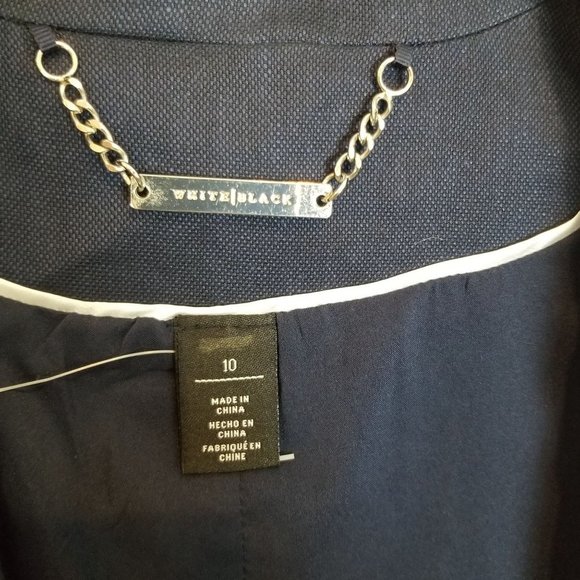 WHITE|BLACK
10
MADE IN
CHINA
HECHO EN
CHINA
FABRIQUÉ EN
CHINE